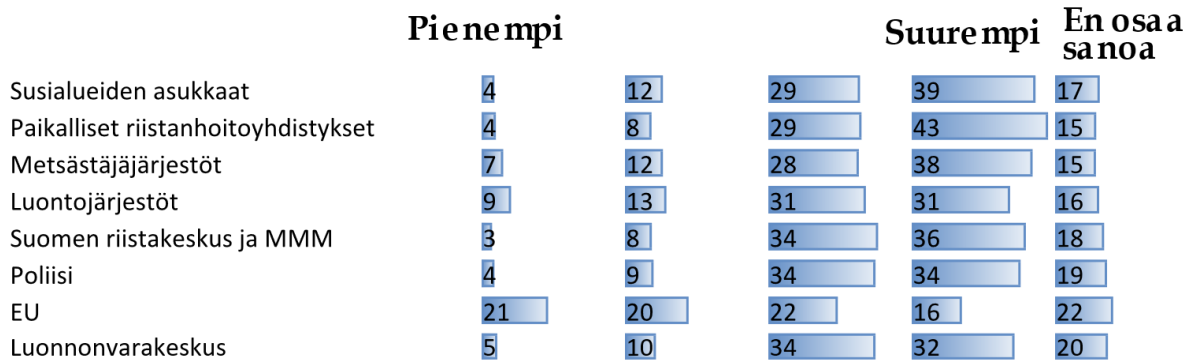 Pienempi Suurempi En osaa
sanoa
Susialueiden asukkaat 4 12 29 39 17
Paikalliset riistanhoitoyhdistykset 4 8 29 43 15
Metsästäjäjärjestöt 7 12 28 38 15
Luontojärjestöt 9 13 31 31 16
Suomen riistakeskus ja MMM 3 8 34 36 18
Poliisi 4 9 34 34 19
EU 21 20 22 16 22
Luonnonvarakeskus 5 10 34 32 20